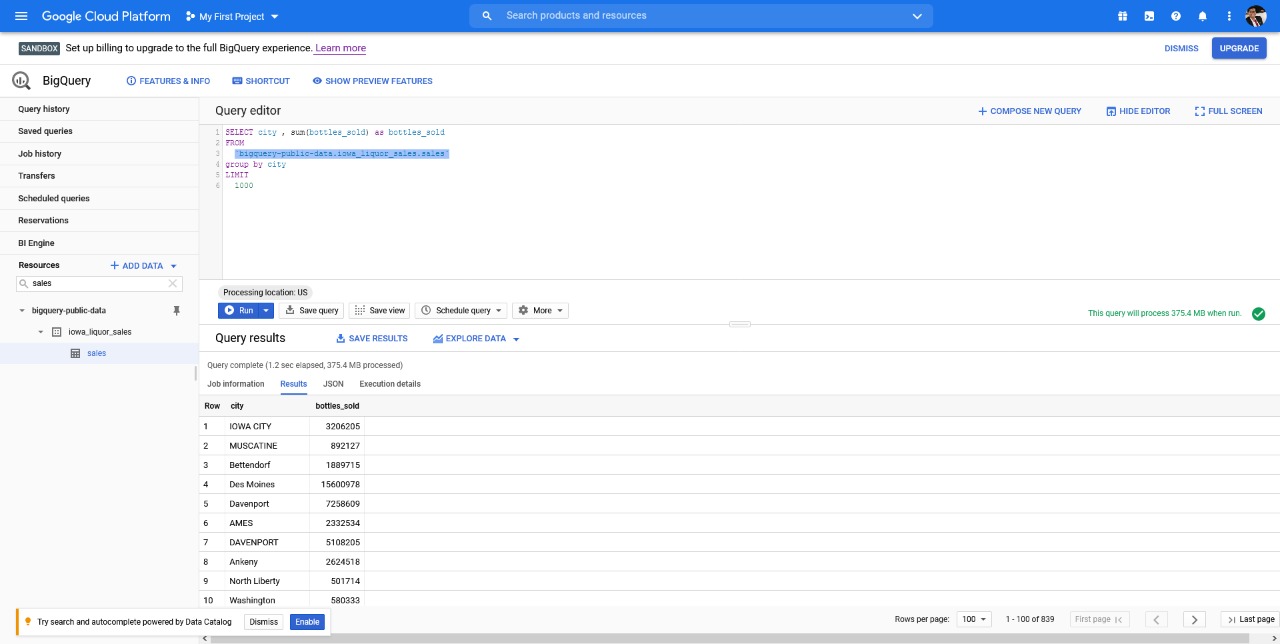 Google Cloud Platform My First Project Search products and resources
SANDBOX Set up billing to upgrade to the full BigQuery experience. Learn more DISMISS UPGRADE
BigQuery FEATURES & INFO SHORTCUT SHOW PREVIEW FEATURES
Query history
Saved queries
Job history
Transfers
Scheduled queries
Reservations
BI Engine
Resources ADD DATA
sales
bigquery-public-data
iowa_liquor_sales
sales
Query editor COMPOSE NEW QUERY HIDE EDITOR FULL SCREEN
1 SELECT city , sum(bottles_sold) as bottles_sold
2 FROM
3 `bigquery-public-data.iowa_liquor_sales.sales`
4 group by city
5 LIMIT
6 1000
Processing location: US
Run Save query Save view Schedule query More
This query will process 375.4 MB when run.
Query results SAVE RESULTS EXPLORE DATA
Query complete (1.2 sec elapsed, 375.4 MB processed)
Job information Results JSON Execution details
Row city bottles_sold
1 IOWA CITY 3206205
2 MUSCATINE 892127
3 Bettendorf 1889715
4 Des Moines 15600978
5 Davenport 7258609
6 AMES 2332534
7 DAVENPORT 5108205
8 Ankeny 2624518
9 North Liberty 501714
10 Washington 580333
Try search and autocomplete powered by Data Catalog Dismiss Enable
Rows per page: 100 1 - 100 of 839 First page Last page